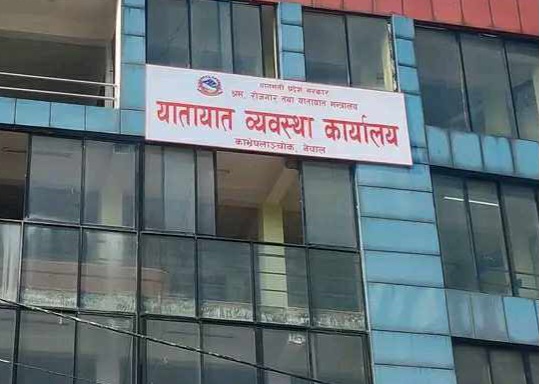 बागमती प्रदेश सरकार
श्रम, रोजगार तथा यातायात मन्त्रालय
यातायात व्यवस्था कार्यालय
काभ्रेपलाञ्चोक, नेपाल